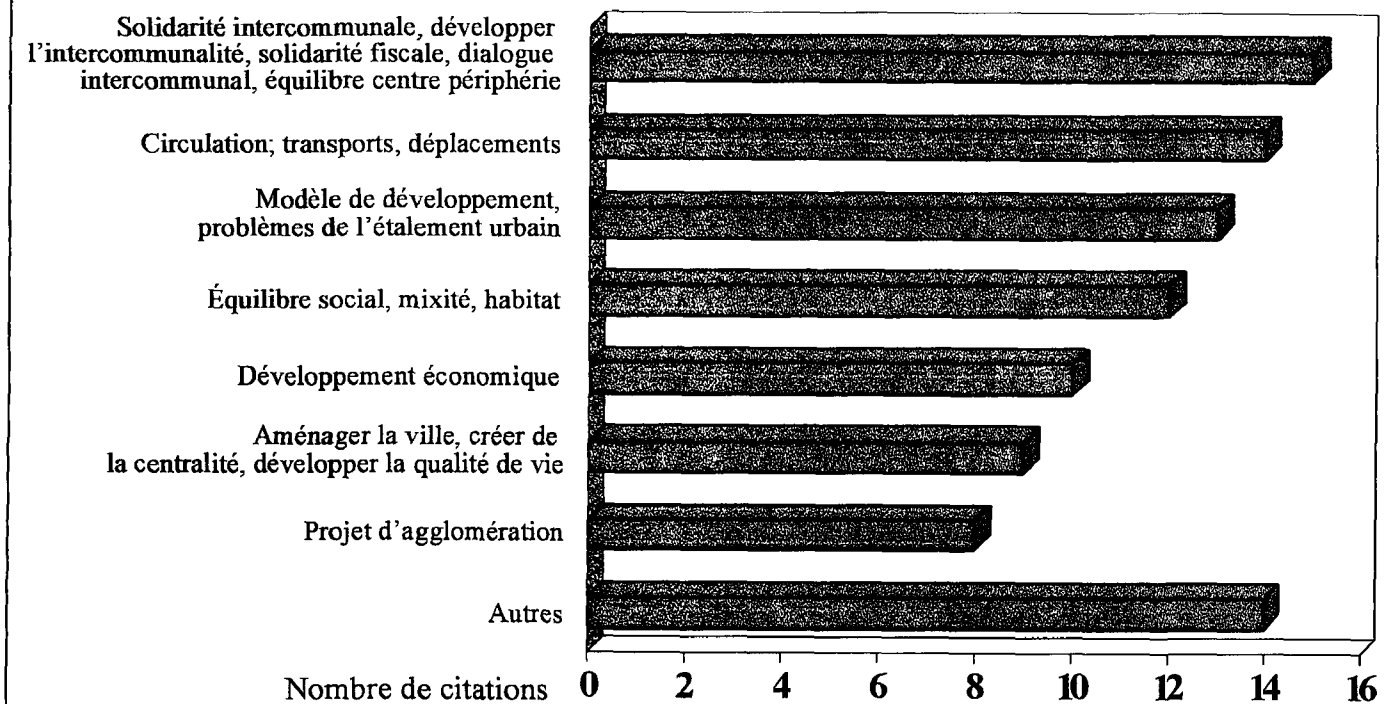 Solidarité intercommunale, développer
l'intercommunalité, solidarité fiscale, dialogue
intercommunal, équilibre centre périphérie
Circulation; transports, déplacements
Modèle de développement,
problèmes de l'étalement urbain
Équilibre social, mixité, habitat
Développement économique
Aménager la ville, créer de
la centralité, développer la qualité de vie
Projet d'agglomération
Autres
Nombre de citations 0 2 4 6 8 10 12 14 16